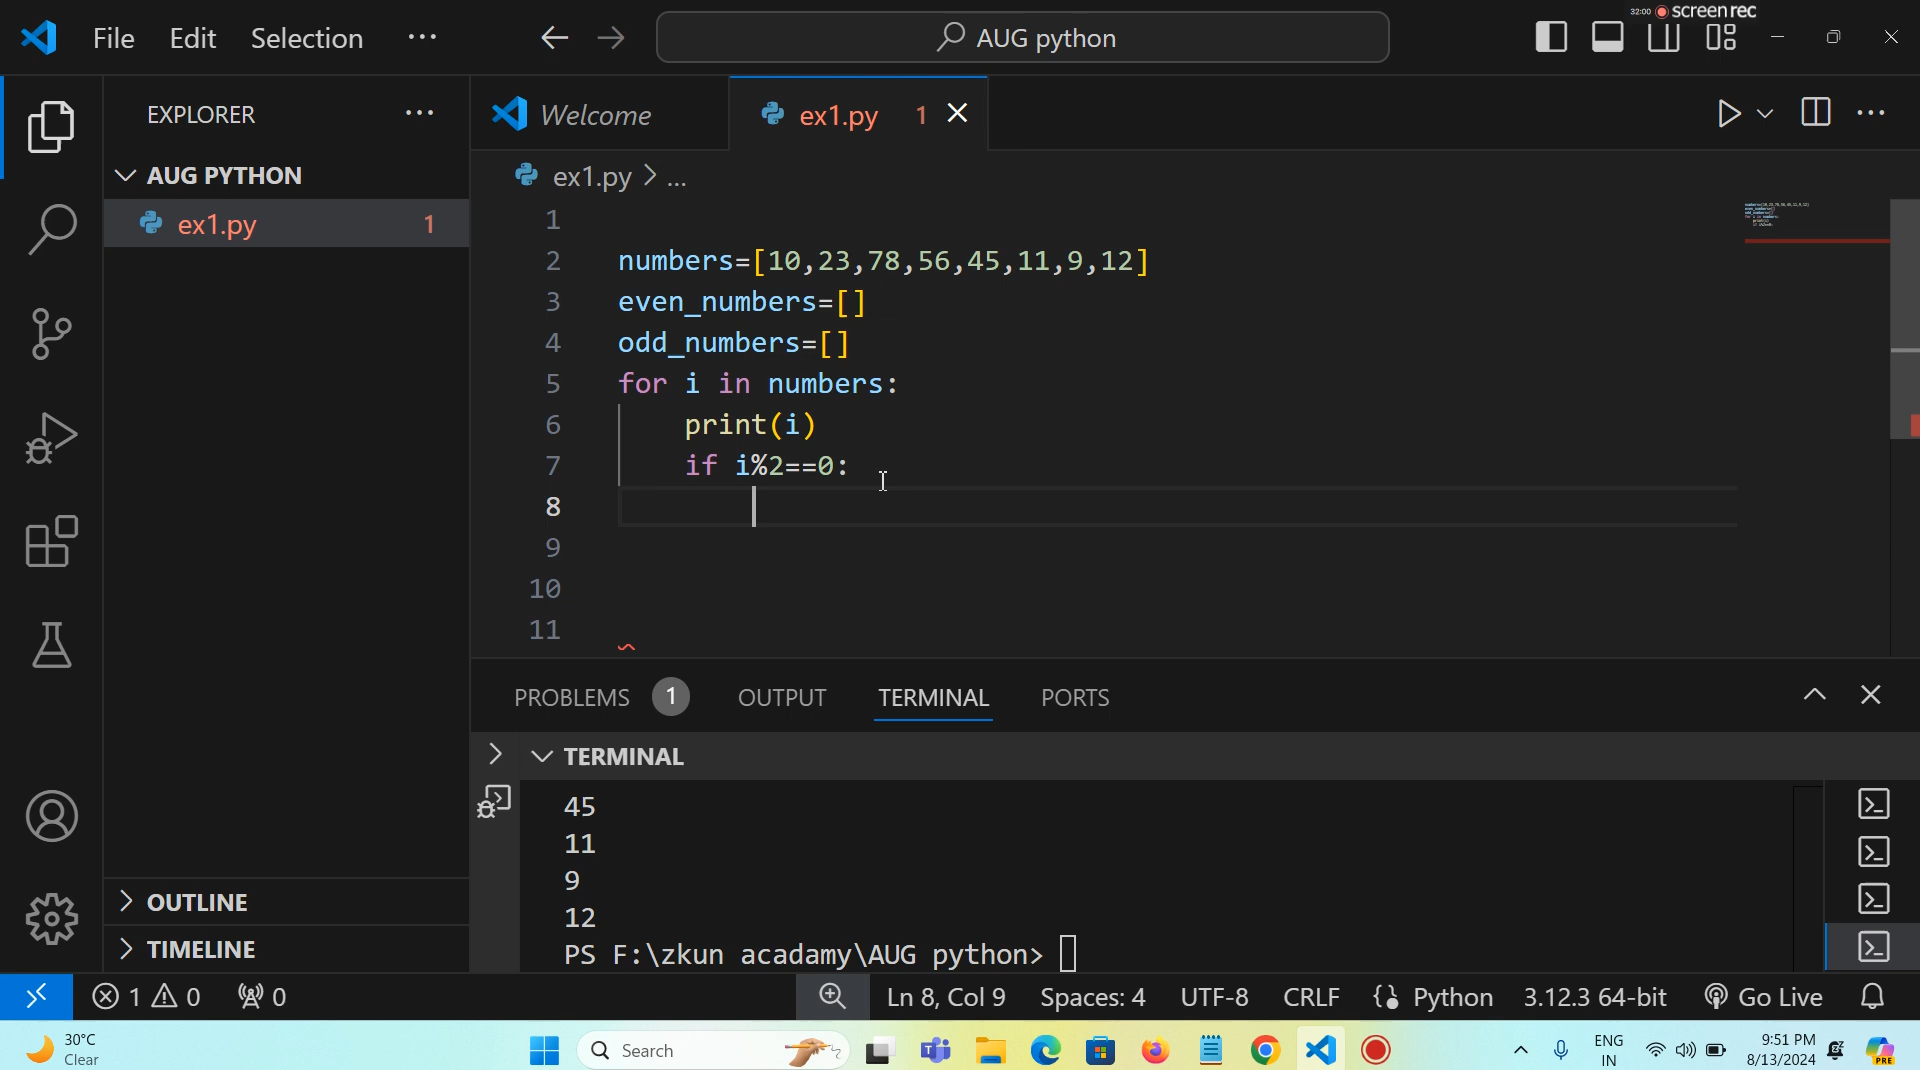 32:00 screen rec
File Edit Selection ... AUG python
EXPLORER ...
AUG PYTHON
ex1.py 1
OUTLINE
TIMELINE
Welcome ex1.py 1
ex1.py > ...
1
2 numbers=[10,23,78,56,45,11,9,12]
3 even_numbers=[]
4 odd_numbers=[]
5 for i in numbers:
6 print(i)
7 if i%2==0:
8
9
10
11
PROBLEMS 1 OUTPUT TERMINAL PORTS
TERMINAL
45
11
9
12
PS F:\zkun acadamy\AUG python>
1 0 0 Ln 8, Col 9 Spaces: 4 UTF-8 CRLF Python 3.12.3 64-bit Go Live
30°C
Clear
Search
ENG
IN
9:51 PM
8/13/2024
PRE